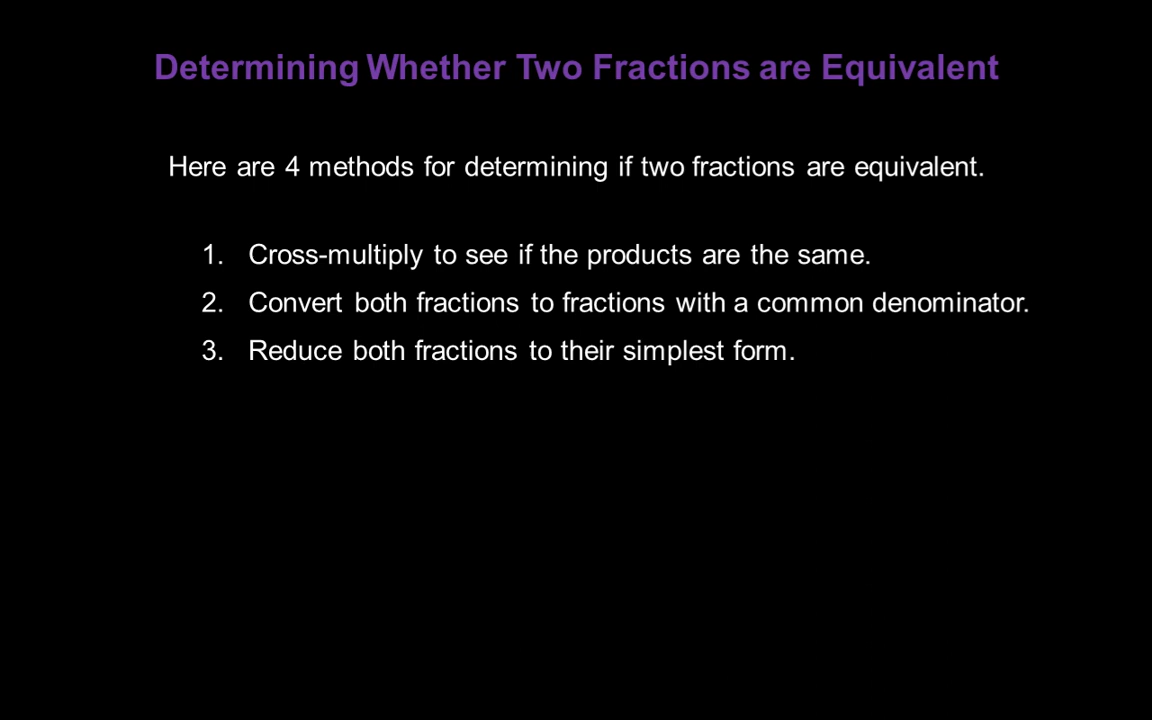 Determining Whether Two Fractions are Equivalent
Here are 4 methods for determining if two fractions are equivalent.
1. Cross-multiply to see if the products are the same.
2. Convert both fractions to fractions with a common denominator.
3. Reduce both fractions to their simplest form.